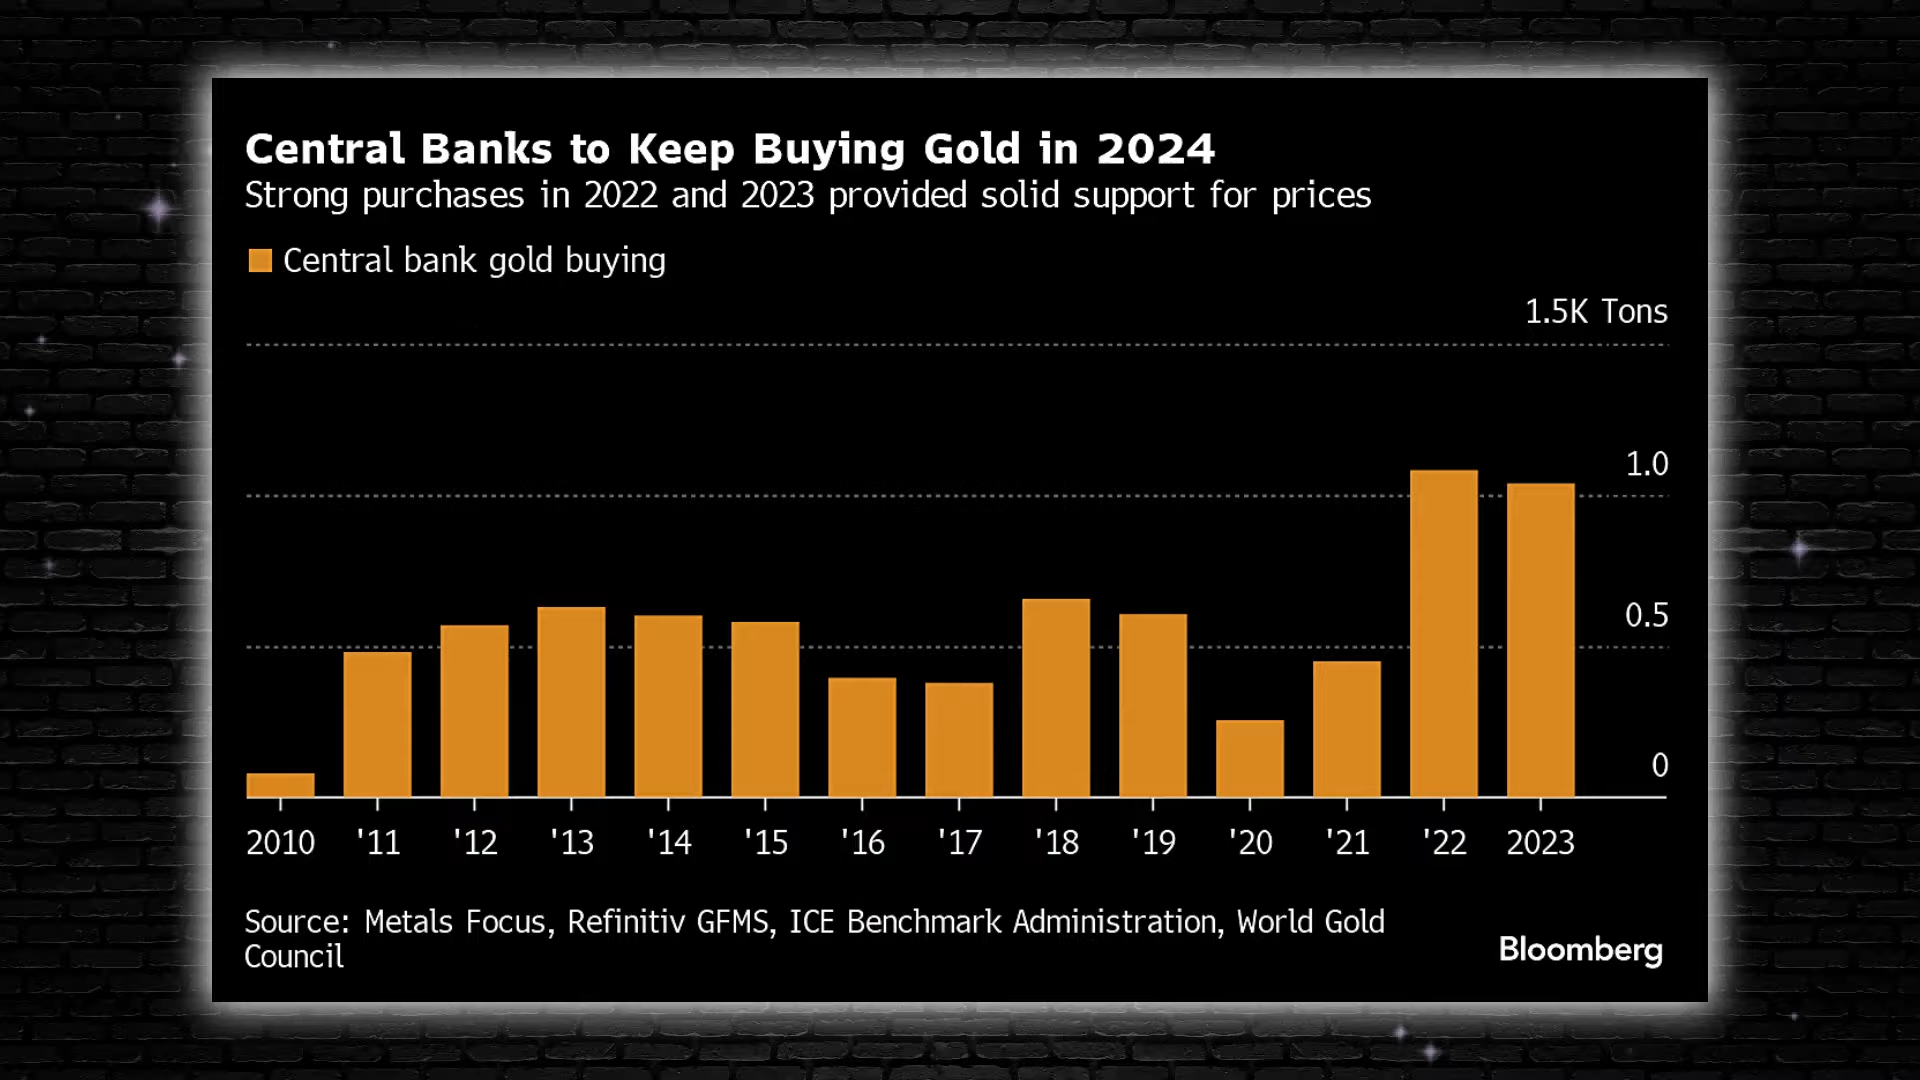 Central Banks to Keep Buying Gold in 2024
Strong purchases in 2022 and 2023 provided solid support for prices
Central bank gold buying
1.5K Tons
1.0
0.5
0
2010 '11 '12 '13 '14 '15 '16 '17 '18 '19 '20 '21 '22 2023
Source: Metals Focus, Refinitiv GFMS, ICE Benchmark Administration, World Gold
Council
Bloomberg